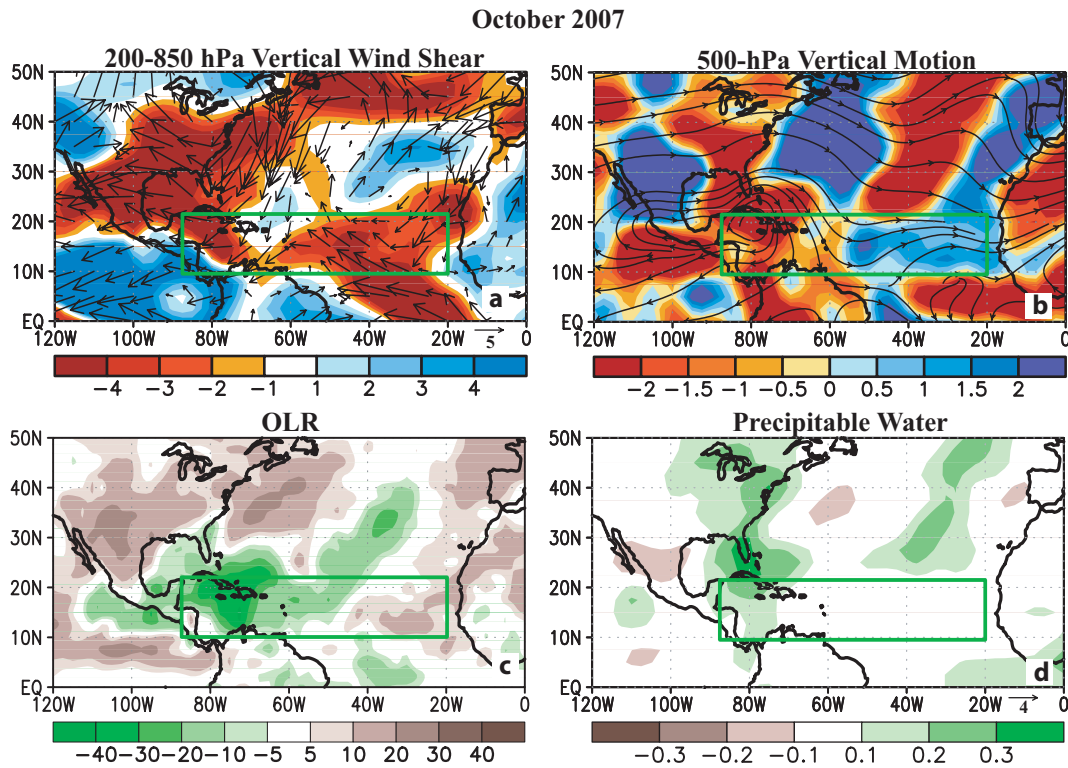 October 2007
200-850 hPa Vertical Wind Shear
500-hPa Vertical Motion
50N
40N
30N
20N
10N
EQ
120W 100W 80W 60W 40W 20W 0
a
5
50N
40N
30N
20N
10N
EQ
120W 100W 80W 60W 40W 20W 0
b
−4 −3 −2 −1 1 2 3 4
−2 −1.5 −1 −0.5 0 0.5 1 1.5 2
OLR
Precipitable Water
50N
40N
30N
20N
10N
EQ
120W 100W 80W 60W 40W 20W 0
c
50N
40N
30N
20N
10N
EQ
120W 100W 80W 60W 40W 20W 0
d
4
−40 −30 −20 −10 −5 5 10 20 30 40
−0.3 −0.2 −0.1 0.1 0.2 0.3